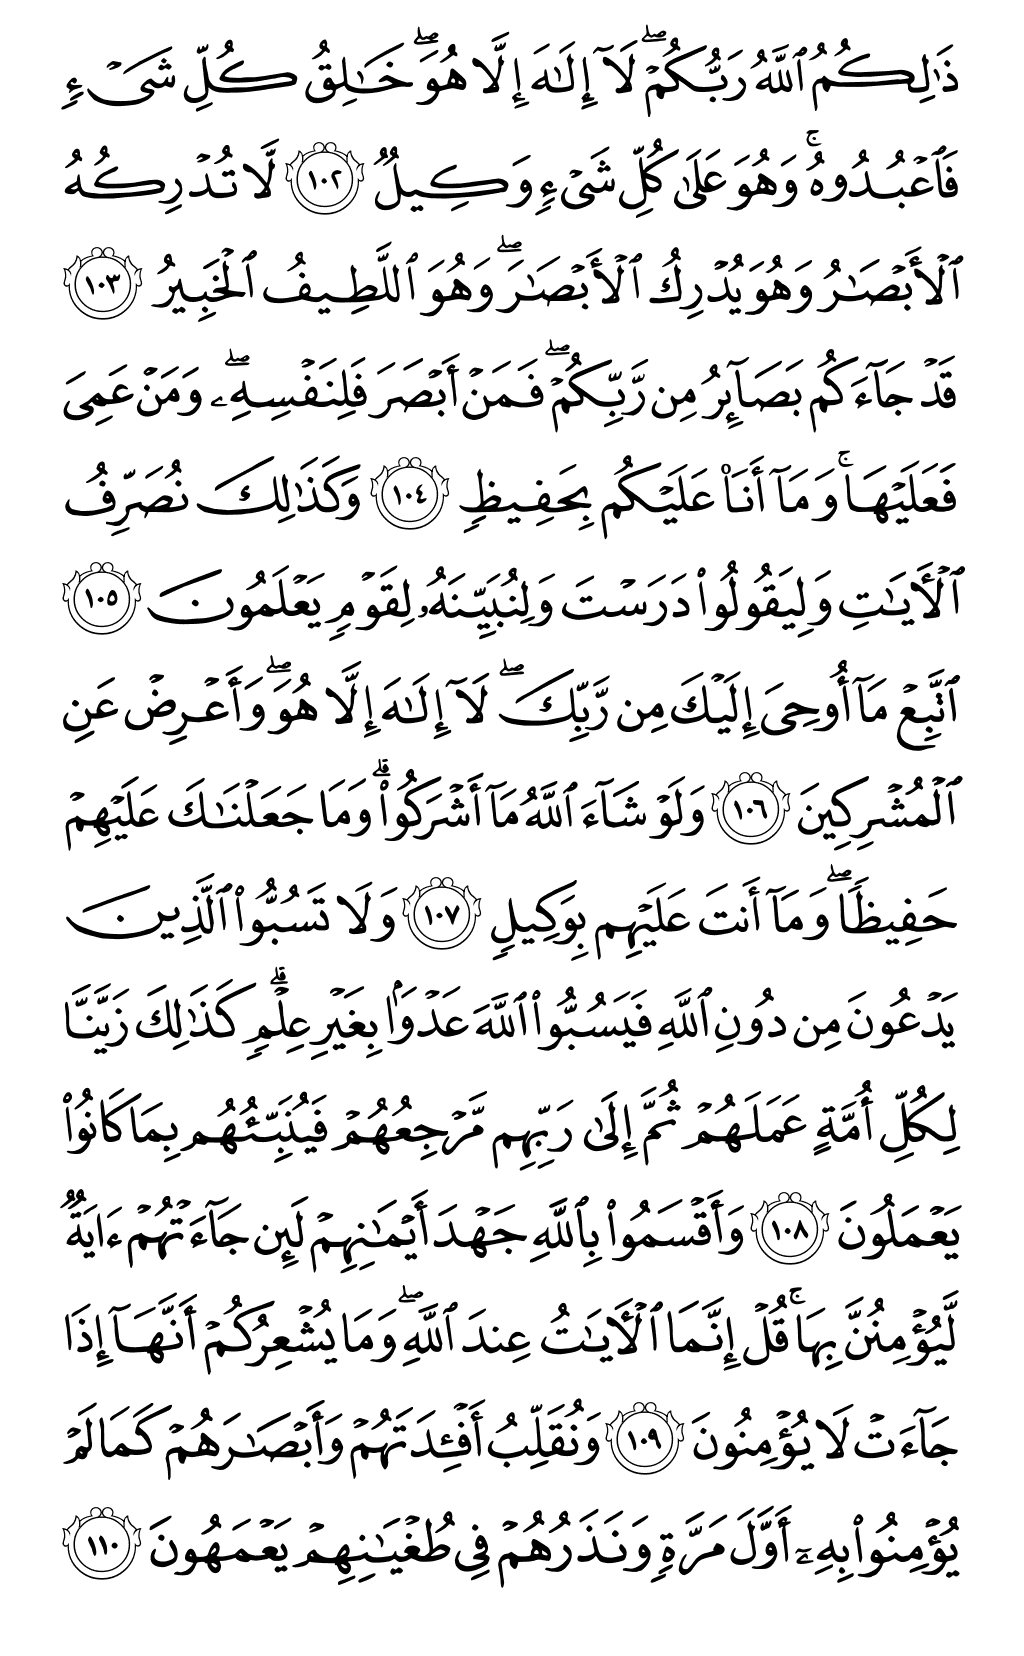 ذَٰلِكُمُ ٱللَّهُ رَبُّكُمۡۖ لَآ إِلَٰهَ إِلَّا هُوَۖ خَٰلِقُ كُلِّ شَيۡءٖ
فَٱعۡبُدُوهُۚ وَهُوَ عَلَىٰ كُلِّ شَيۡءٖ وَكِيلٞ ١٠٢ لَّا تُدۡرِكُهُ
ٱلۡأَبۡصَٰرُ وَهُوَ يُدۡرِكُ ٱلۡأَبۡصَٰرَۖ وَهُوَ ٱللَّطِيفُ ٱلۡخَبِيرُ ١٠٣
قَدۡ جَآءَكُم بَصَآئِرُ مِن رَّبِّكُمۡۖ فَمَنۡ أَبۡصَرَ فَلِنَفۡسِهِۦۖ وَمَنۡ عَمِيَ
فَعَلَيۡهَاۚ وَمَآ أَنَا۠ عَلَيۡكُم بِحَفِيظٖ ١٠٤ وَكَذَٰلِكَ نُصَرِّفُ
ٱلۡأٓيَٰتِ وَلِيَقُولُواْ دَرَسۡتَ وَلِنُبَيِّنَهُۥ لِقَوۡمٖ يَعۡلَمُونَ ١٠٥
ٱتَّبِعۡ مَآ أُوحِيَ إِلَيۡكَ مِن رَّبِّكَۖ لَآ إِلَٰهَ إِلَّا هُوَۖ وَأَعۡرِضۡ عَنِ
ٱلۡمُشۡرِكِينَ ١٠٦ وَلَوۡ شَآءَ ٱللَّهُ مَآ أَشۡرَكُواْۗ وَمَا جَعَلۡنَٰكَ عَلَيۡهِمۡ
حَفِيظٗاۖ وَمَآ أَنتَ عَلَيۡهِم بِوَكِيلٖ ١٠٧ وَلَا تَسُبُّواْ ٱلَّذِينَ
يَدۡعُونَ مِن دُونِ ٱللَّهِ فَيَسُبُّواْ ٱللَّهَ عَدۡوَۢا بِغَيۡرِ عِلۡمٖۗ كَذَٰلِكَ زَيَّنَّا
لِكُلِّ أُمَّةٍ عَمَلَهُمۡ ثُمَّ إِلَىٰ رَبِّهِم مَّرۡجِعُهُمۡ فَيُنَبِّئُهُم بِمَا كَانُواْ
يَعۡمَلُونَ ١٠٨ وَأَقۡسَمُواْ بِٱللَّهِ جَهۡدَ أَيۡمَٰنِهِمۡ لَئِن جَآءَتۡهُمۡ ءَايَةٞ
لَّيُؤۡمِنُنَّ بِهَاۚ قُلۡ إِنَّمَا ٱلۡأٓيَٰتُ عِندَ ٱللَّهِۖ وَمَا يُشۡعِرُكُمۡ أَنَّهَآ إِذَا
جَآءَتۡ لَا يُؤۡمِنُونَ ١٠٩ وَنُقَلِّبُ أَفۡـِٔدَتَهُمۡ وَأَبۡصَٰرَهُمۡ كَمَا لَمۡ
يُؤۡمِنُواْ بِهِۦٓ أَوَّلَ مَرَّةٖ وَنَذَرُهُمۡ فِي طُغۡيَٰنِهِمۡ يَعۡمَهُونَ ١١٠